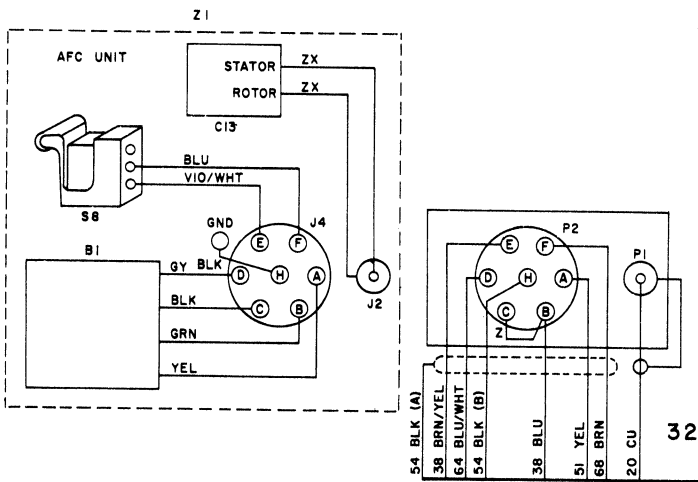 Z1
AFC UNIT
STATOR ZX
ROTOR ZX
C13
BLU
VIO/WHT
S8
GND
J4
E F
B1
GY BLK D H A
J2
BLK C B
GRN
YEL
P2
E F
P1
D H A
C B
Z
54 BLK (A)
38 BRN/YEL
64 BLU/WHT
54 BLK (B)
38 BLU
51 YEL
68 BRN
20 CU
32